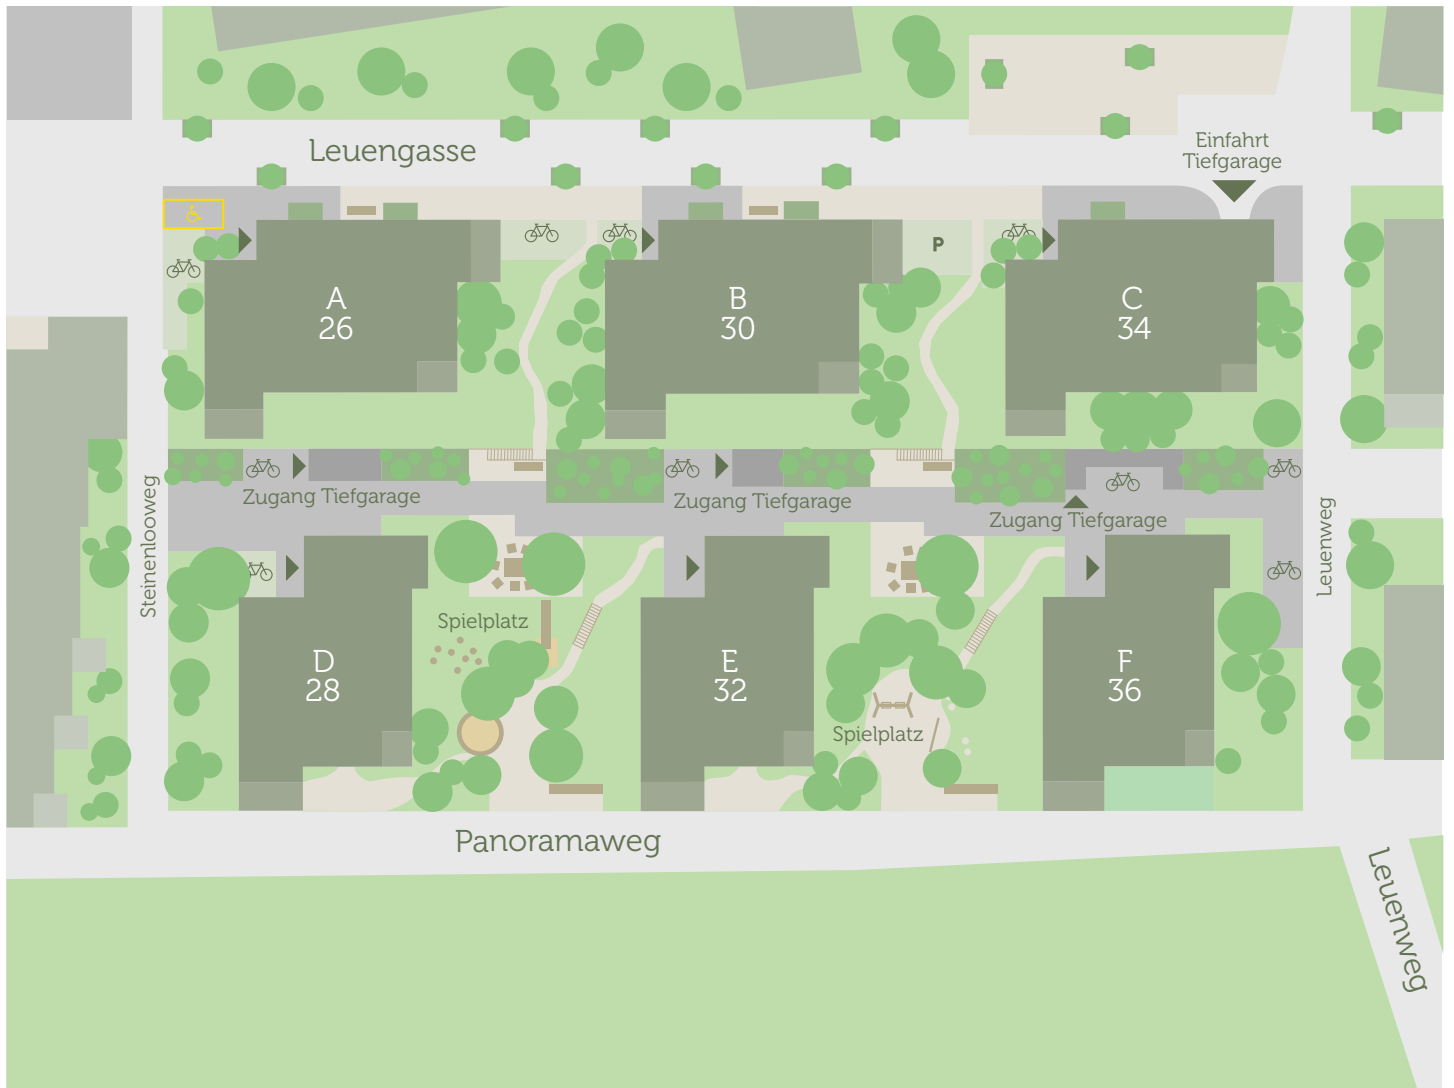 Leuengasse
Einfahrt
Tiefgarage
P
A
26
B
30
C
34
Zugang Tiefgarage
Zugang Tiefgarage
Zugang Tiefgarage
Steinenlooweg
Leuenweg
Spielplatz
D
28
E
32
F
36
Spielplatz
Panoramaweg
Leuenweg